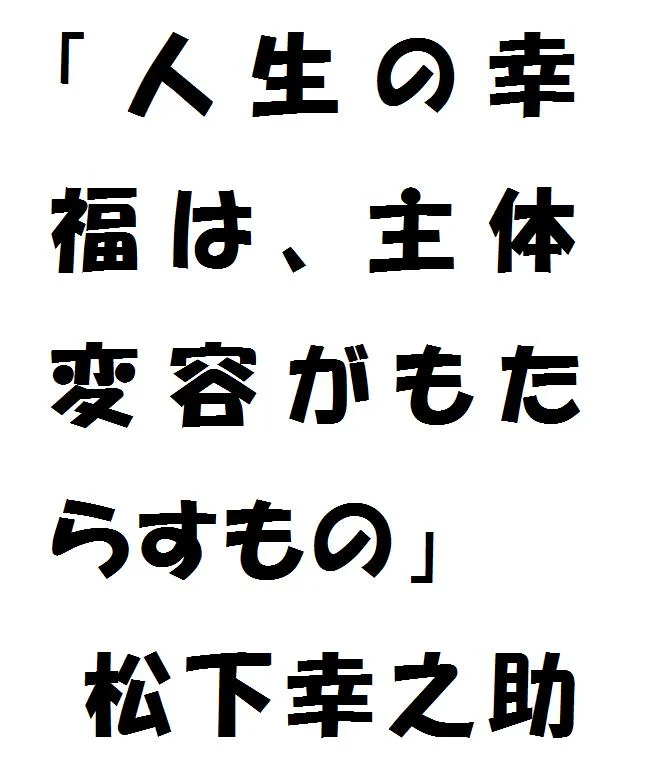 「人生の幸
福は、主体
変容がもた
らすもの」
松下幸之助